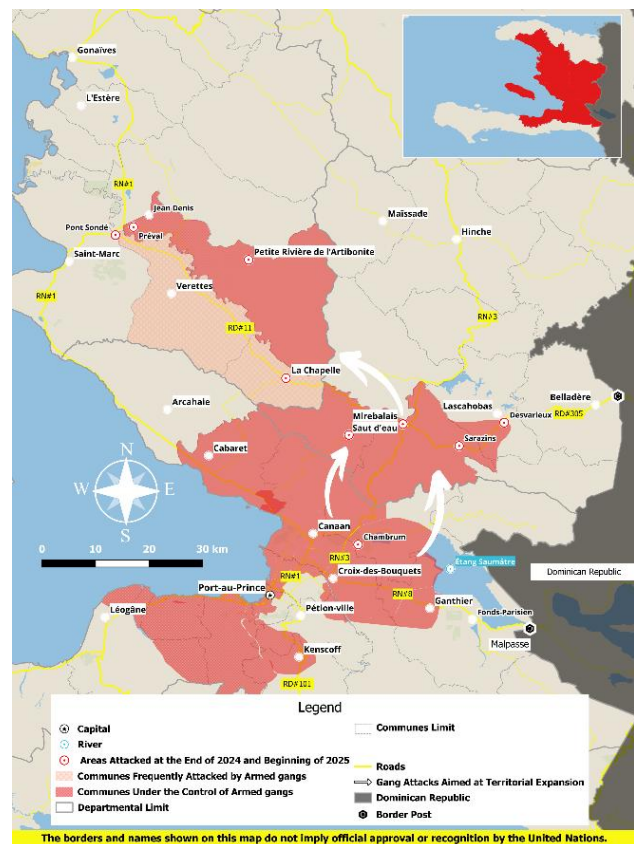 Gonaïves
L'Estère
RN#1
Jean Denis
Maïssade
Pont Sondé
Préval
Hinche
Saint-Marc
Petite Rivière de l'Artibonite
RN#1
Verettes
RN#3
RD#11
La Chapelle
Belladère
Arcahaie
Lascahobas
Mirebalais
Desvarieux
RD#305
Saut d'eau
Sarazins
Cabaret
N
W E
S
Canaan
Chambrum
0 10 20 30 km
RN#3
Étang Saumâtre
RN#1
Croix-des-Bouquets
Dominican Republic
Port-au-Prince
RN#8
Léogâne
Pétion-ville
Ganthier
Fonds-Parisien
Malpasse
Kenscoff
RD#101
Legend
Capital
River
Areas Attacked at the End of 2024 and Beginning of 2025
Communes Frequently Attacked by Armed gangs
Communes Under the Control of Armed gangs
Departmental Limit
Communes Limit
Roads
Gang Attacks Aimed at Territorial Expansion
Dominican Republic
Border Post
The borders and names shown on this map do not imply official approval or recognition by the United Nations.